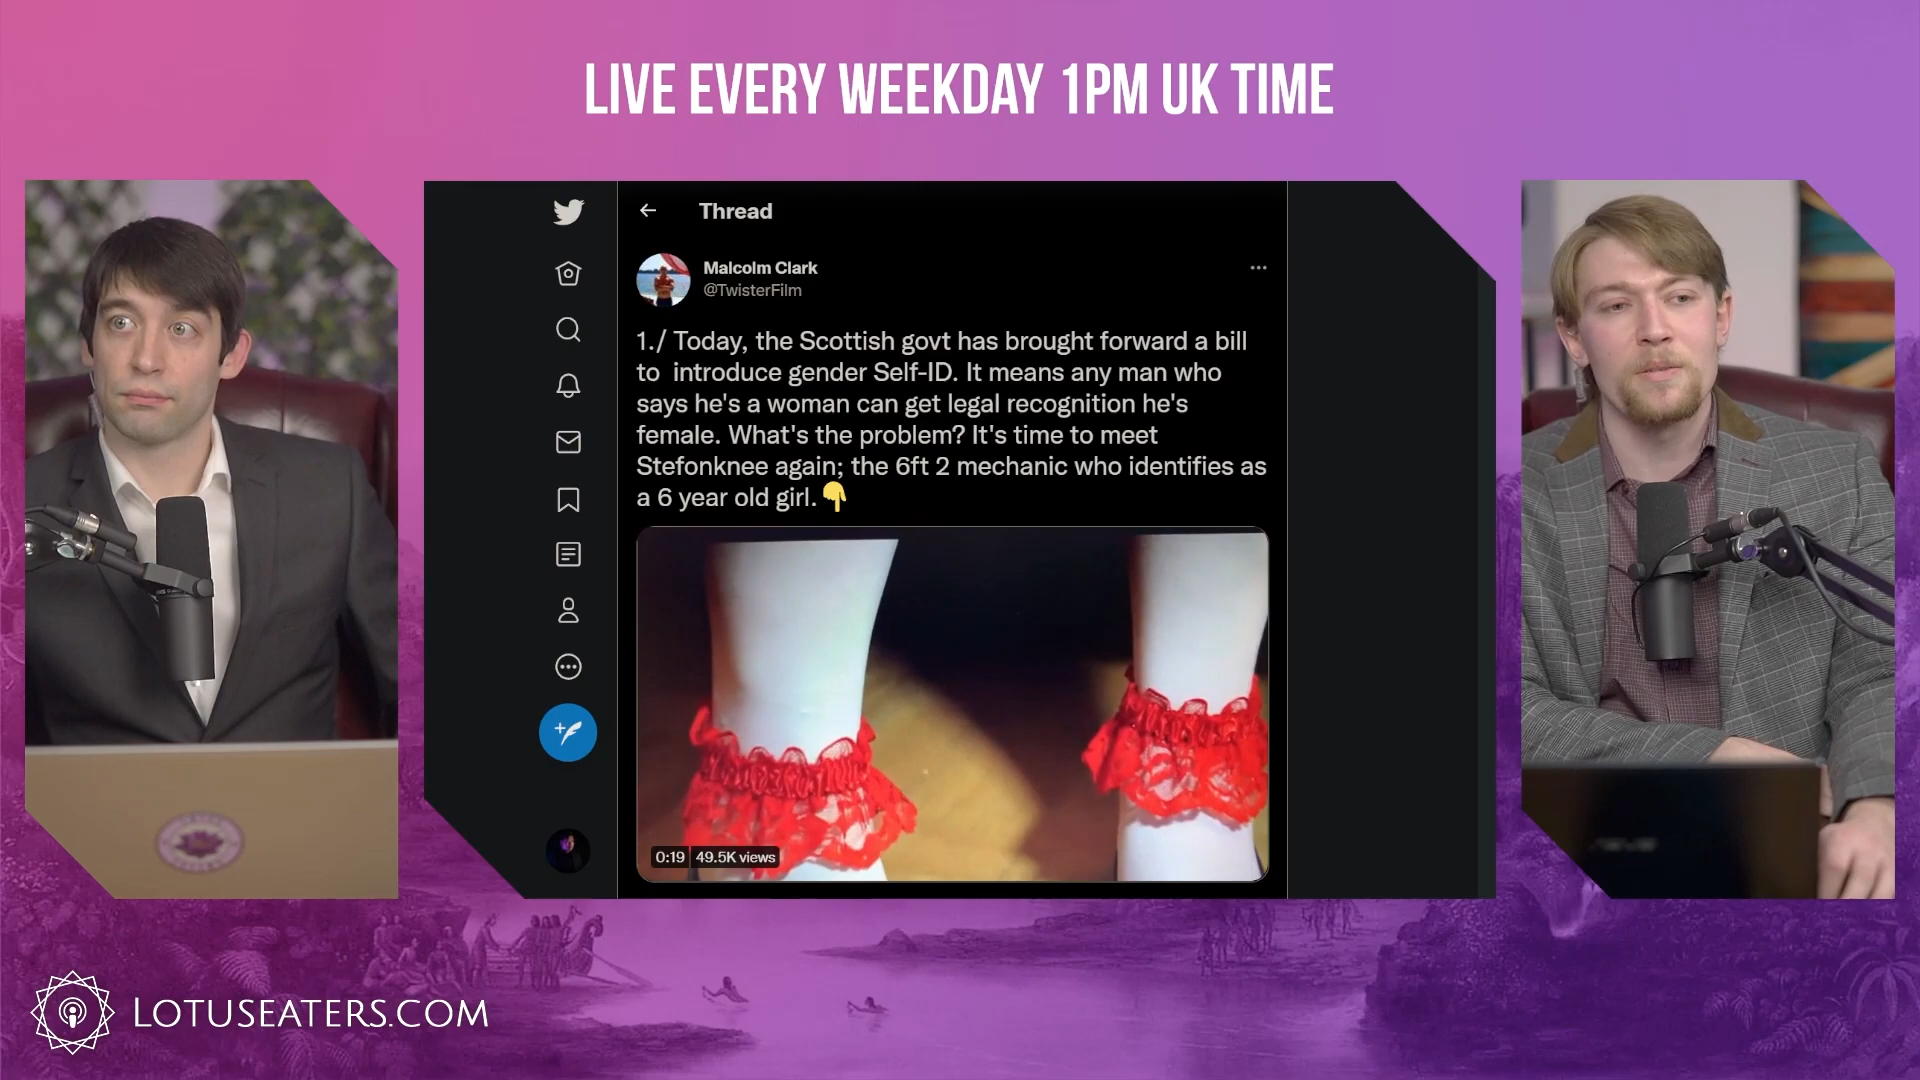 LIVE EVERY WEEKDAY 1PM UK TIME
Thread
Malcolm Clark
@TwisterFilm
1./ Today, the Scottish govt has brought forward a bill
to introduce gender Self-ID. It means any man who
says he's a woman can get legal recognition he's
female. What's the problem? It's time to meet
Stefonknee again; the 6ft 2 mechanic who identifies as
a 6 year old girl.👇
0:19 49.5K views
LOTUSEATERS.COM